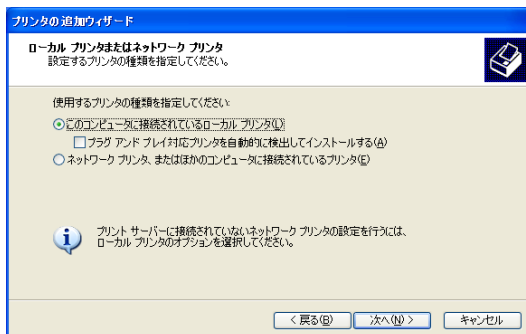 プリンタの追加ウィザード
ローカル プリンタまたはネットワーク プリンタ
設定するプリンタの種類を指定してください。
使用するプリンタの種類を指定してください:
このコンピュータに接続されているローカル プリンタ(L)
プラグ アンド プレイ対応プリンタを自動的に検出してインストールする(A)
ネットワーク プリンタ、またはほかのコンピュータに接続されているプリンタ(E)
プリント サーバーに接続されていないネットワーク プリンタの設定を行うには、
ローカル プリンタのオプションを選択してください。
< 戻る(B) 次へ(N) > キャンセル